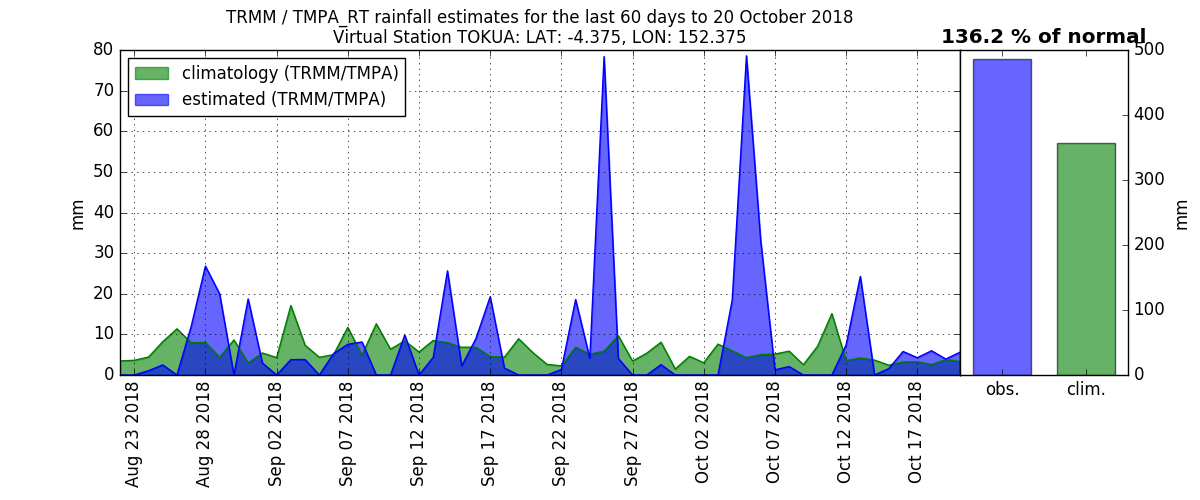 TRMM / TMPA_RT rainfall estimates for the last 60 days to 20 October 2018
Virtual Station TOKUA: LAT: -4.375, LON: 152.375
136.2 % of normal
climatology (TRMM/TMPA)
estimated (TRMM/TMPA)
80
70
60
50
40
30
20
10
0
mm
500
400
300
200
100
0
mm
obs.
clim.
Aug 23 2018
Aug 28 2018
Sep 02 2018
Sep 07 2018
Sep 12 2018
Sep 17 2018
Sep 22 2018
Sep 27 2018
Oct 02 2018
Oct 07 2018
Oct 12 2018
Oct 17 2018